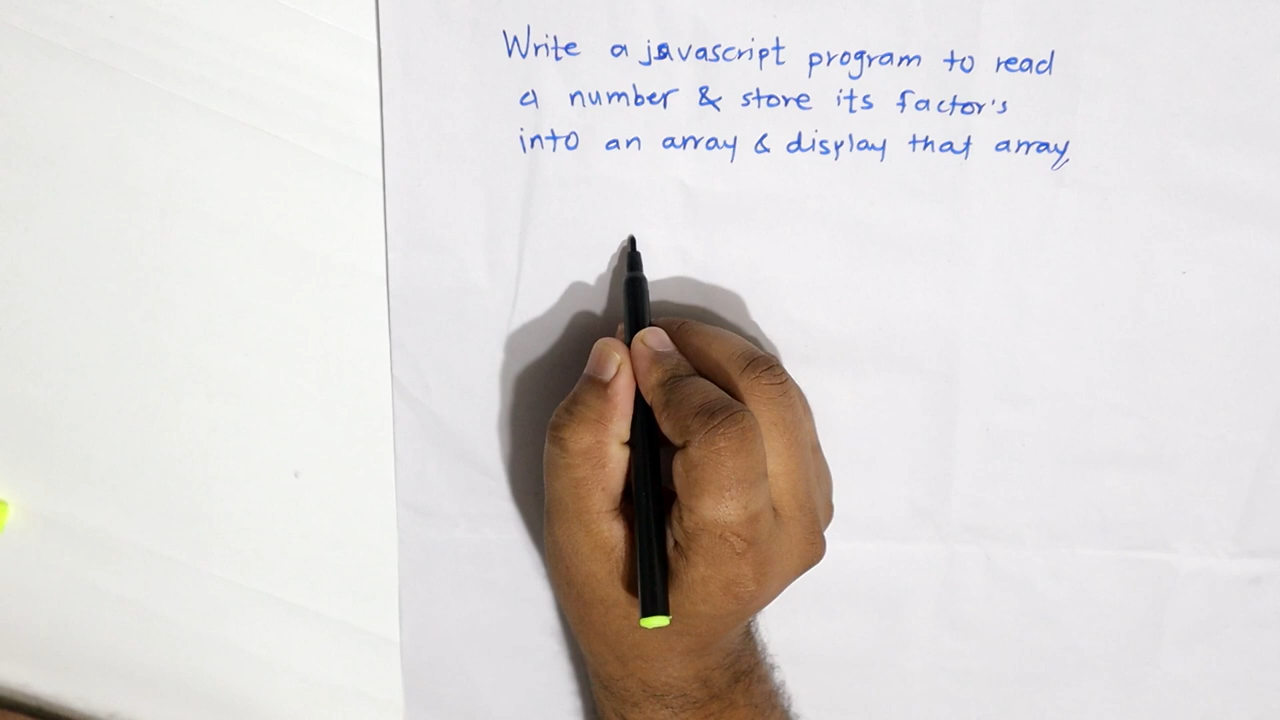 Write a javascript program to read
a number & store its factor's
into an array & display that array